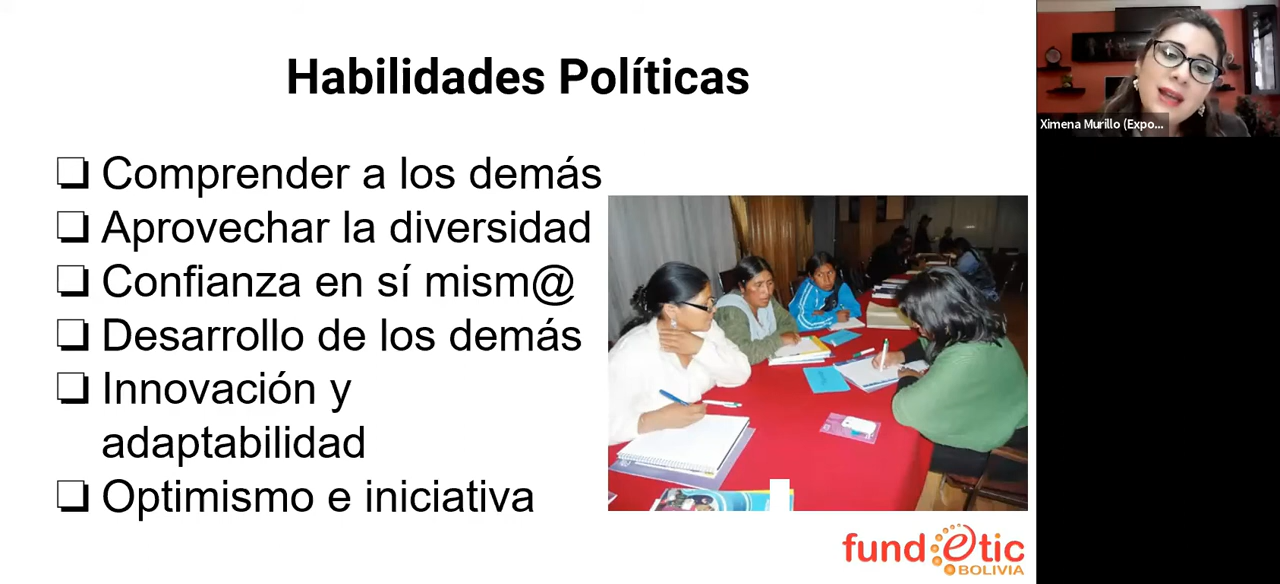 Habilidades Políticas
❑ Comprender a los demás
❑ Aprovechar la diversidad
❑ Confianza en sí mism@
❑ Desarrollo de los demás
❑ Innovación y
adaptabilidad
❑ Optimismo e iniciativa
Ximena Murillo (Expo...
fundetic
BOLIVIA